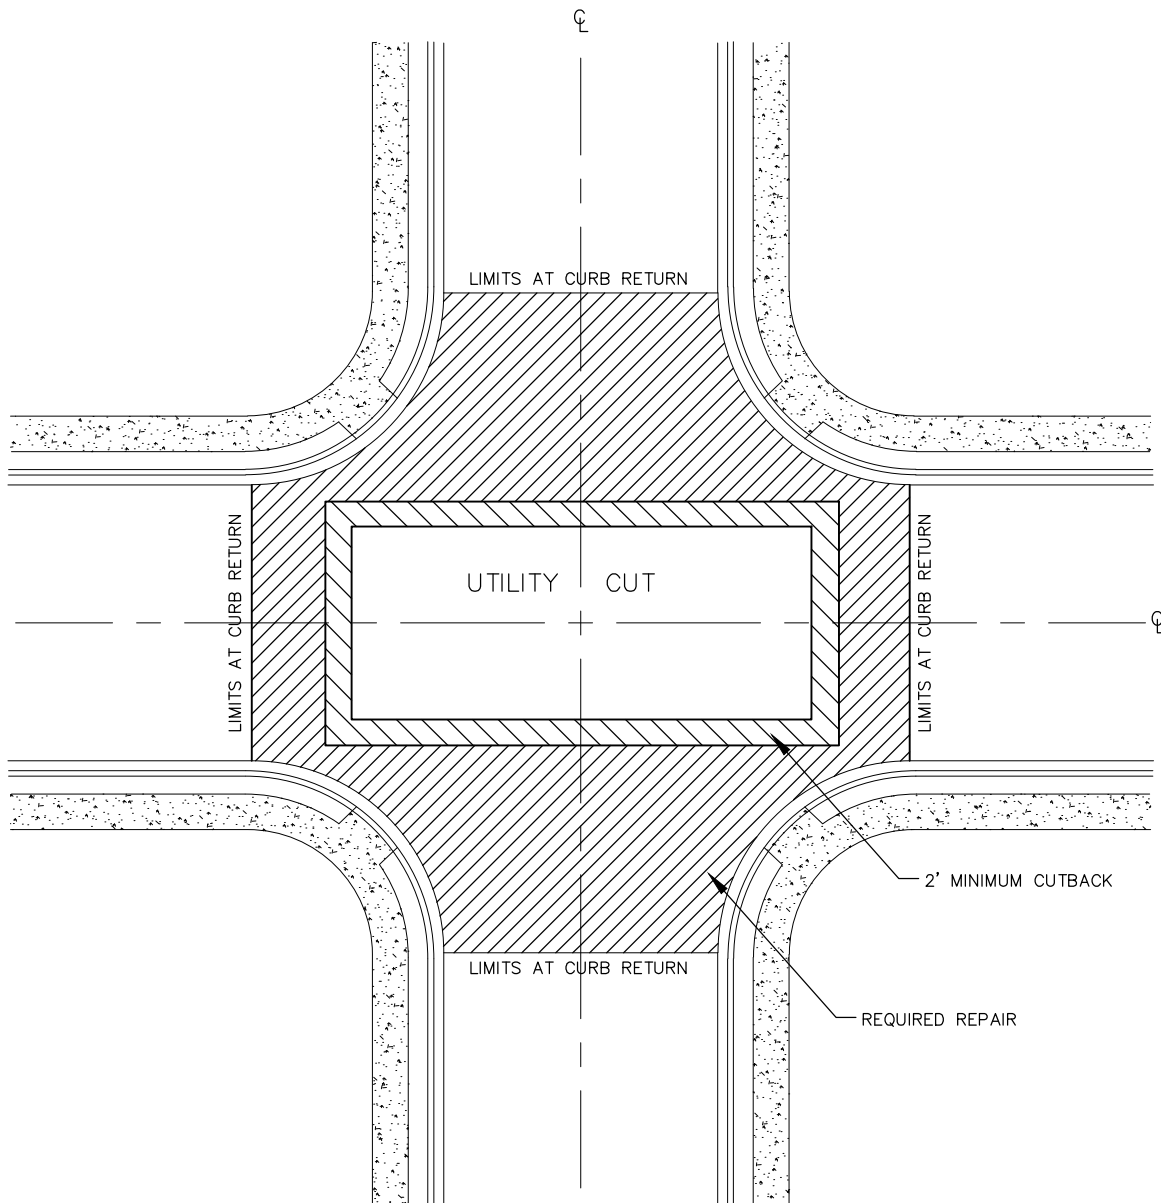 ℄
LIMITS AT CURB RETURN
LIMITS AT CURB RETURN
UTILITY CUT
LIMITS AT CURB RETURN
℄
2' MINIMUM CUTBACK
LIMITS AT CURB RETURN
REQUIRED REPAIR